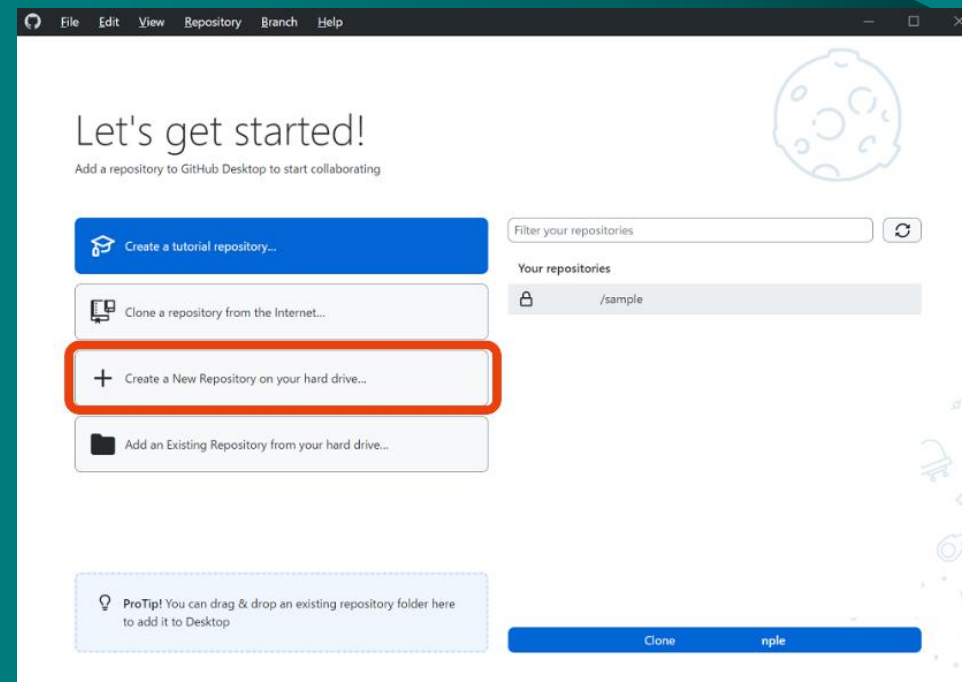 File Edit View Repository Branch Help
Let's get started!
Add a repository to GitHub Desktop to start collaborating
Create a tutorial repository...
Clone a repository from the Internet...
Create a New Repository on your hard drive...
Add an Existing Repository from your hard drive...
ProTip! You can drag & drop an existing repository folder here
to add it to Desktop
Filter your repositories
Your repositories
/sample
Clone nple